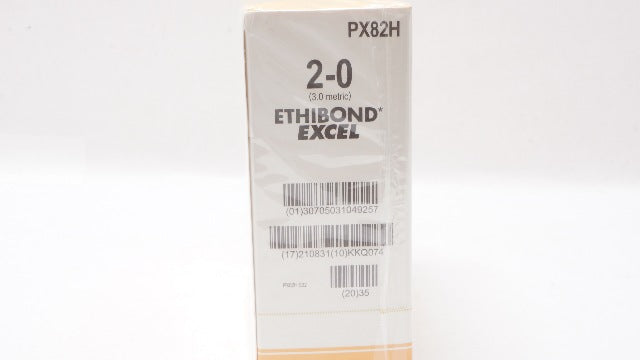 PX82H
2-0
(3.0 metric)
ETHIBOND*
EXCEL
(01)30705031049257
(17)210831(10)KKQ074
(20)35